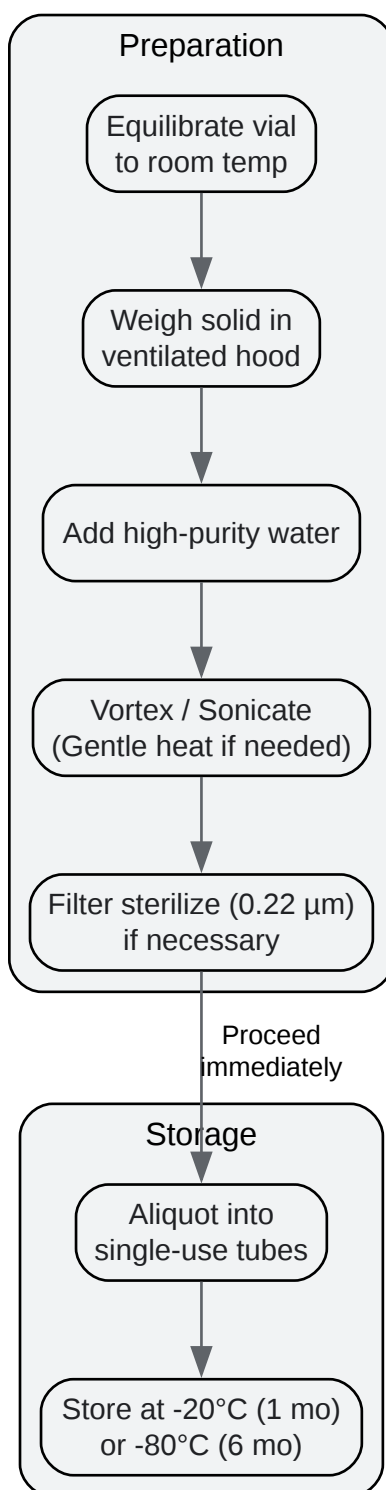 Preparation
Equilibrate vial
to room temp
Weigh solid in
ventilated hood
Add high-purity water
Vortex / Sonicate
(Gentle heat if needed)
Filter sterilize (0.22 µm)
if necessary
Proceed
immediately
Storage
Aliquot into
single-use tubes
Store at -20°C (1 mo)
or -80°C (6 mo)